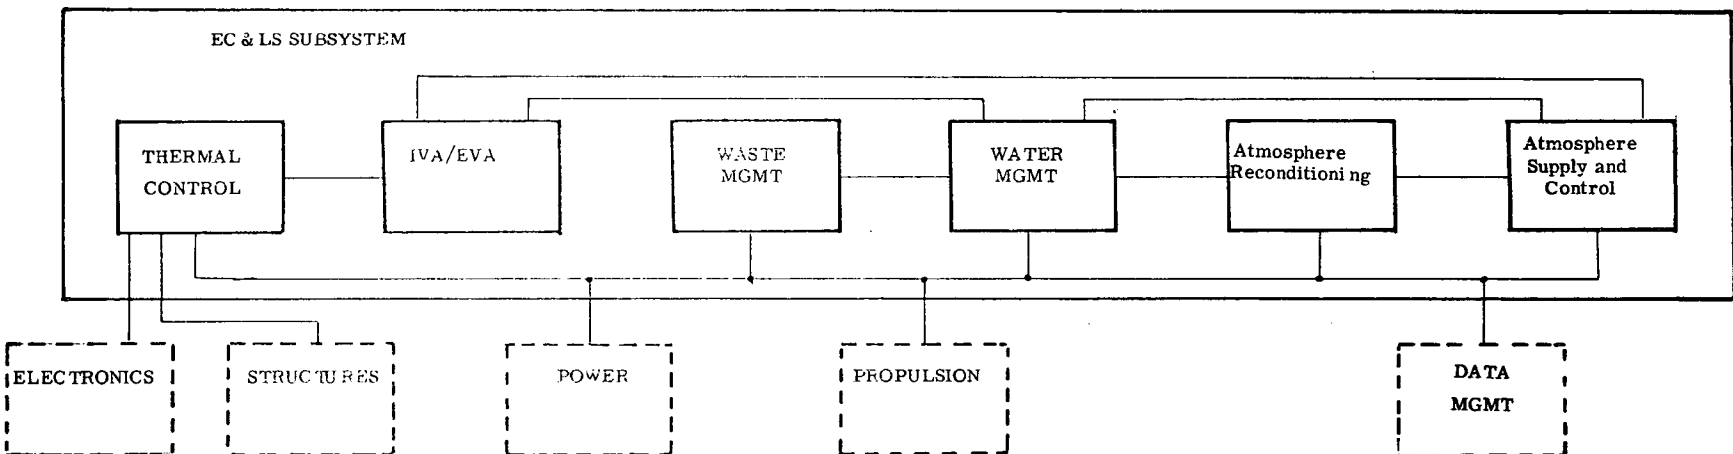 EC & LS SUBSYSTEM
THERMAL
CONTROL
IVA/EVA
WASTE
MGMT
WATER
MGMT
Atmosphere
Reconditioning
Atmosphere
Supply and
Control
ELECTRONICS
STRUCTURES
POWER
PROPULSION
DATA
MGMT